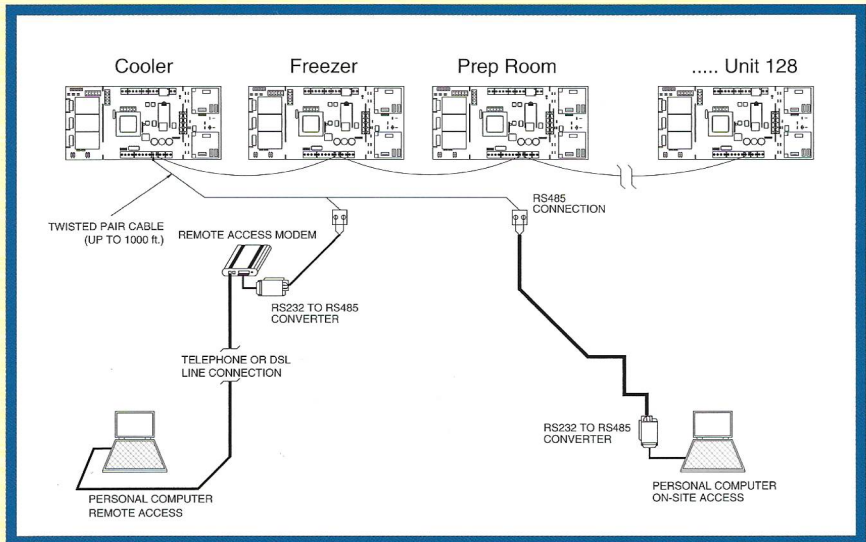 Cooler
Freezer
Prep Room
..... Unit 128
TWISTED PAIR CABLE
(UP TO 1000 ft.)
REMOTE ACCESS MODEM
RS485
CONNECTION
RS232 TO RS485
CONVERTER
TELEPHONE OR DSL
LINE CONNECTION
RS232 TO RS485
CONVERTER
PERSONAL COMPUTER
REMOTE ACCESS
PERSONAL COMPUTER
ON-SITE ACCESS